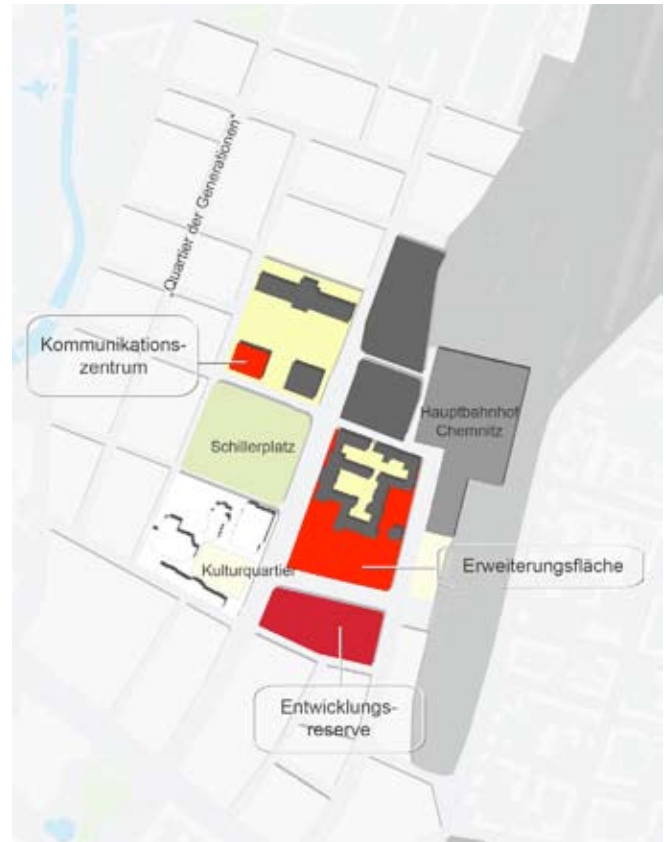 „Quartier der Generationen“
Kommunikations-
zentrum
Hauptbahnhof
Chemnitz
Schillerplatz
Kulturquartier
Erweiterungsfläche
Entwicklungs-
reserve